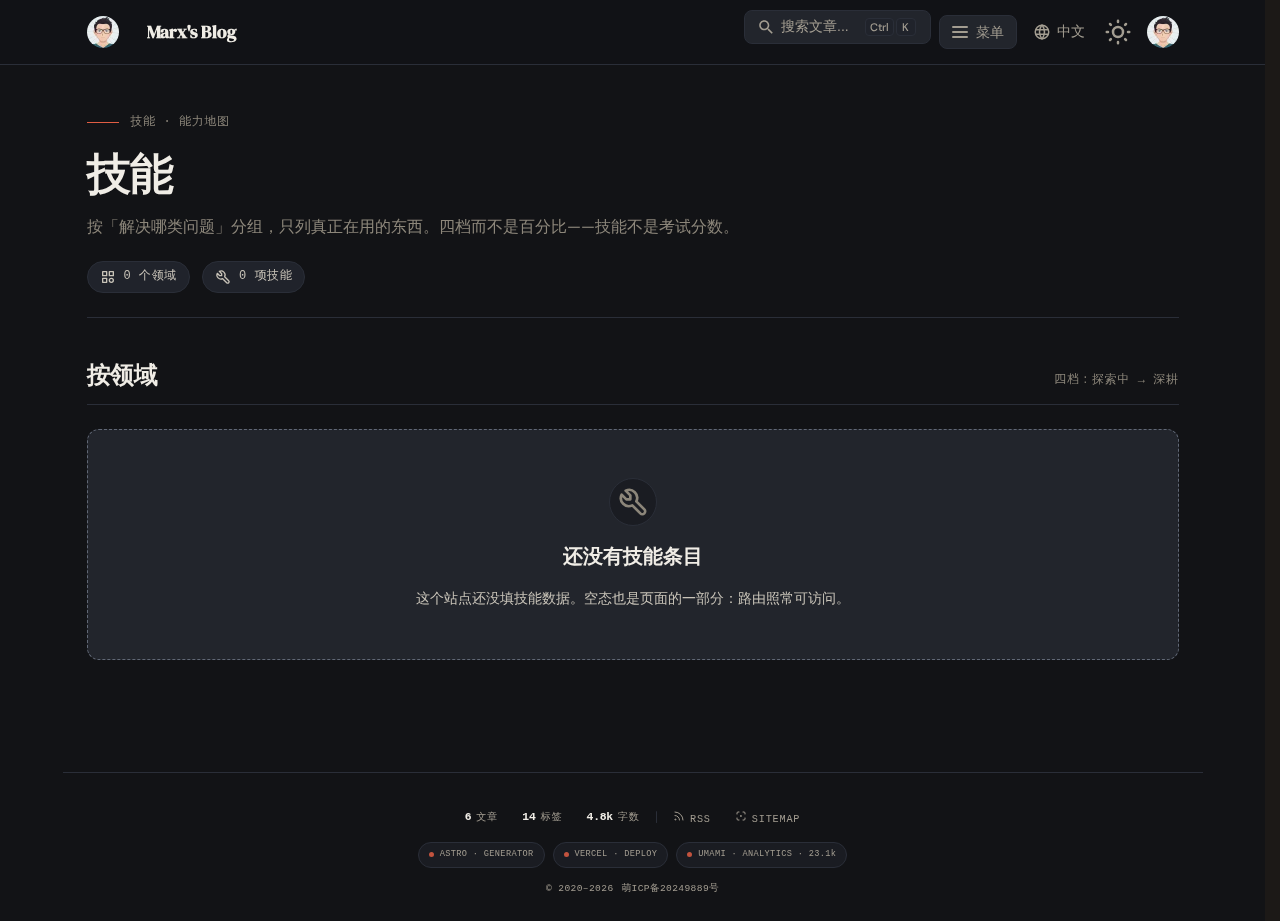 Marx's Blog
搜索文章... Ctrl K
菜单
中文
技能 · 能力地图
技能
按「解决哪类问题」分组，只列真正在用的东西。四档而不是百分比——技能不是考试分数。
0 个领域
0 项技能
按领域
四档：探索中 → 深耕
还没有技能条目
这个站点还没填技能数据。空态也是页面的一部分：路由照常可访问。
6 文章 14 标签 4.8k 字数 RSS SITEMAP
ASTRO · GENERATOR VERCEL · DEPLOY UMAMI · ANALYTICS · 23.1k
© 2020–2026 萌ICP备20249889号